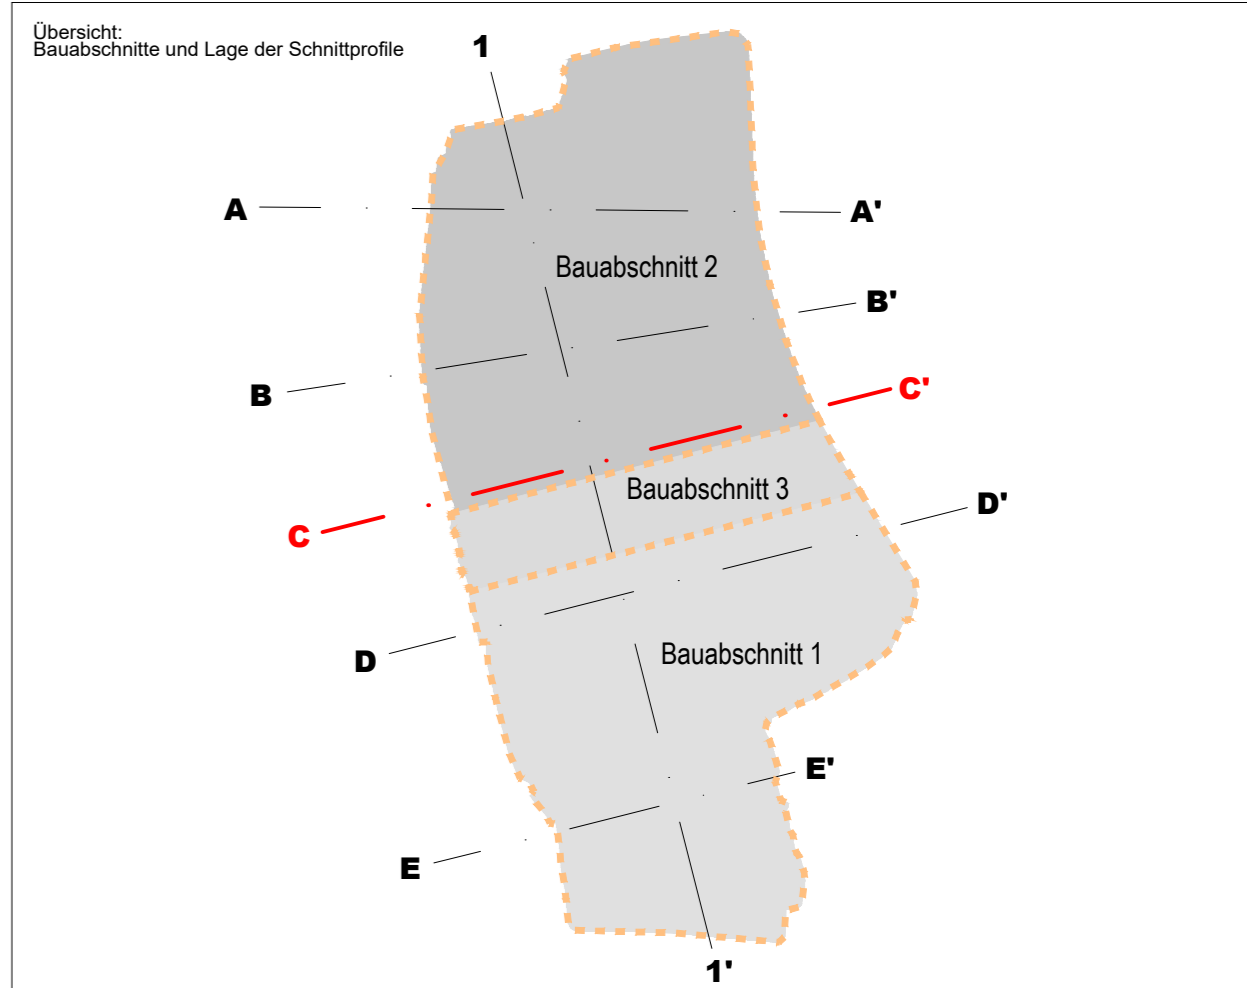 Übersicht:
Bauabschnitte und Lage der Schnittprofile
1
A
A'
Bauabschnitt 2
B'
B
C'
Bauabschnitt 3
D'
C
D
Bauabschnitt 1
E'
E
1'